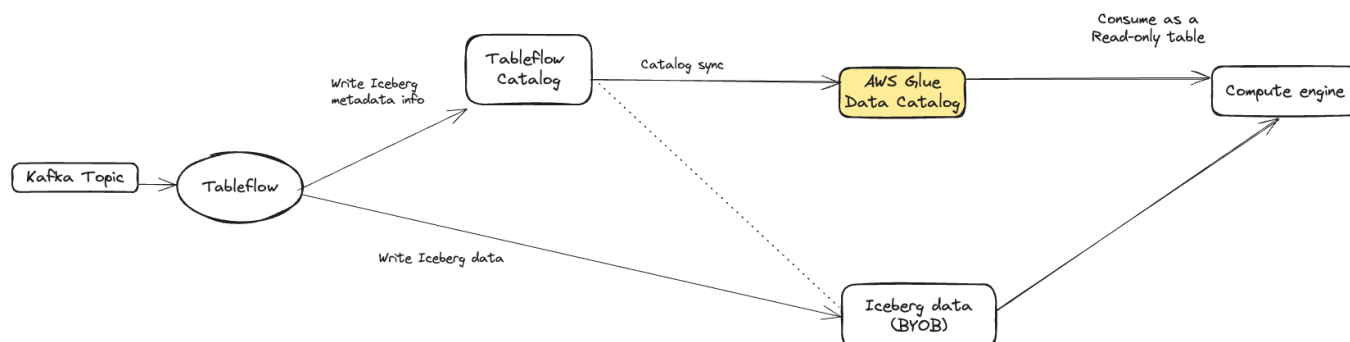 Consume as a
Read-only table
Tableflow
Catalog
Catalog sync
AWS Glue
Data Catalog
Compute engine
Write Iceberg
metadata info
Kafka Topic
Tableflow
Write Iceberg data
Iceberg data
(BYOB)